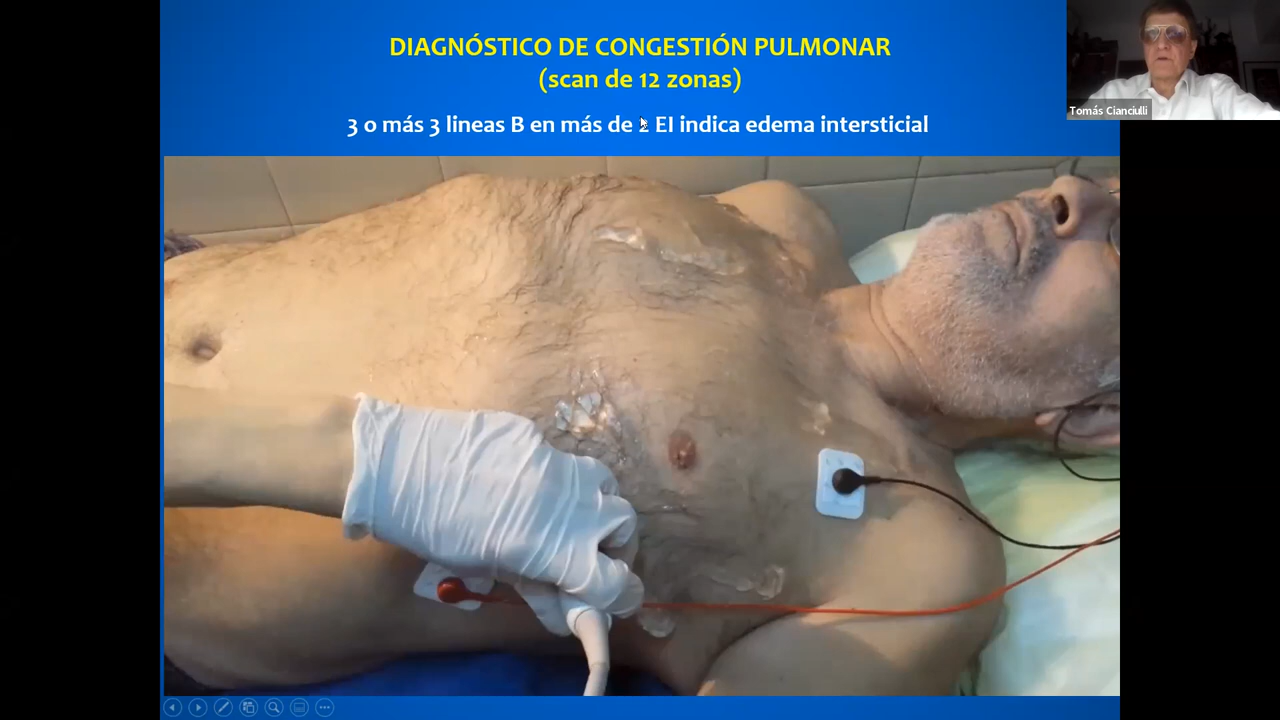 DIAGNÓSTICO DE CONGESTIÓN PULMONAR
(scan de 12 zonas)
3 o más 3 lineas B en más de 2 EI indica edema intersticial
Tomás Cianciulli